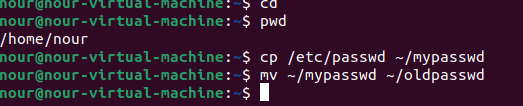 nour@nour-virtual-machine:~$ cd
nour@nour-virtual-machine:~$ pwd
/home/nour
nour@nour-virtual-machine:~$ cp /etc/passwd ~/mypasswd
nour@nour-virtual-machine:~$ mv ~/mypasswd ~/oldpasswd
nour@nour-virtual-machine:~$